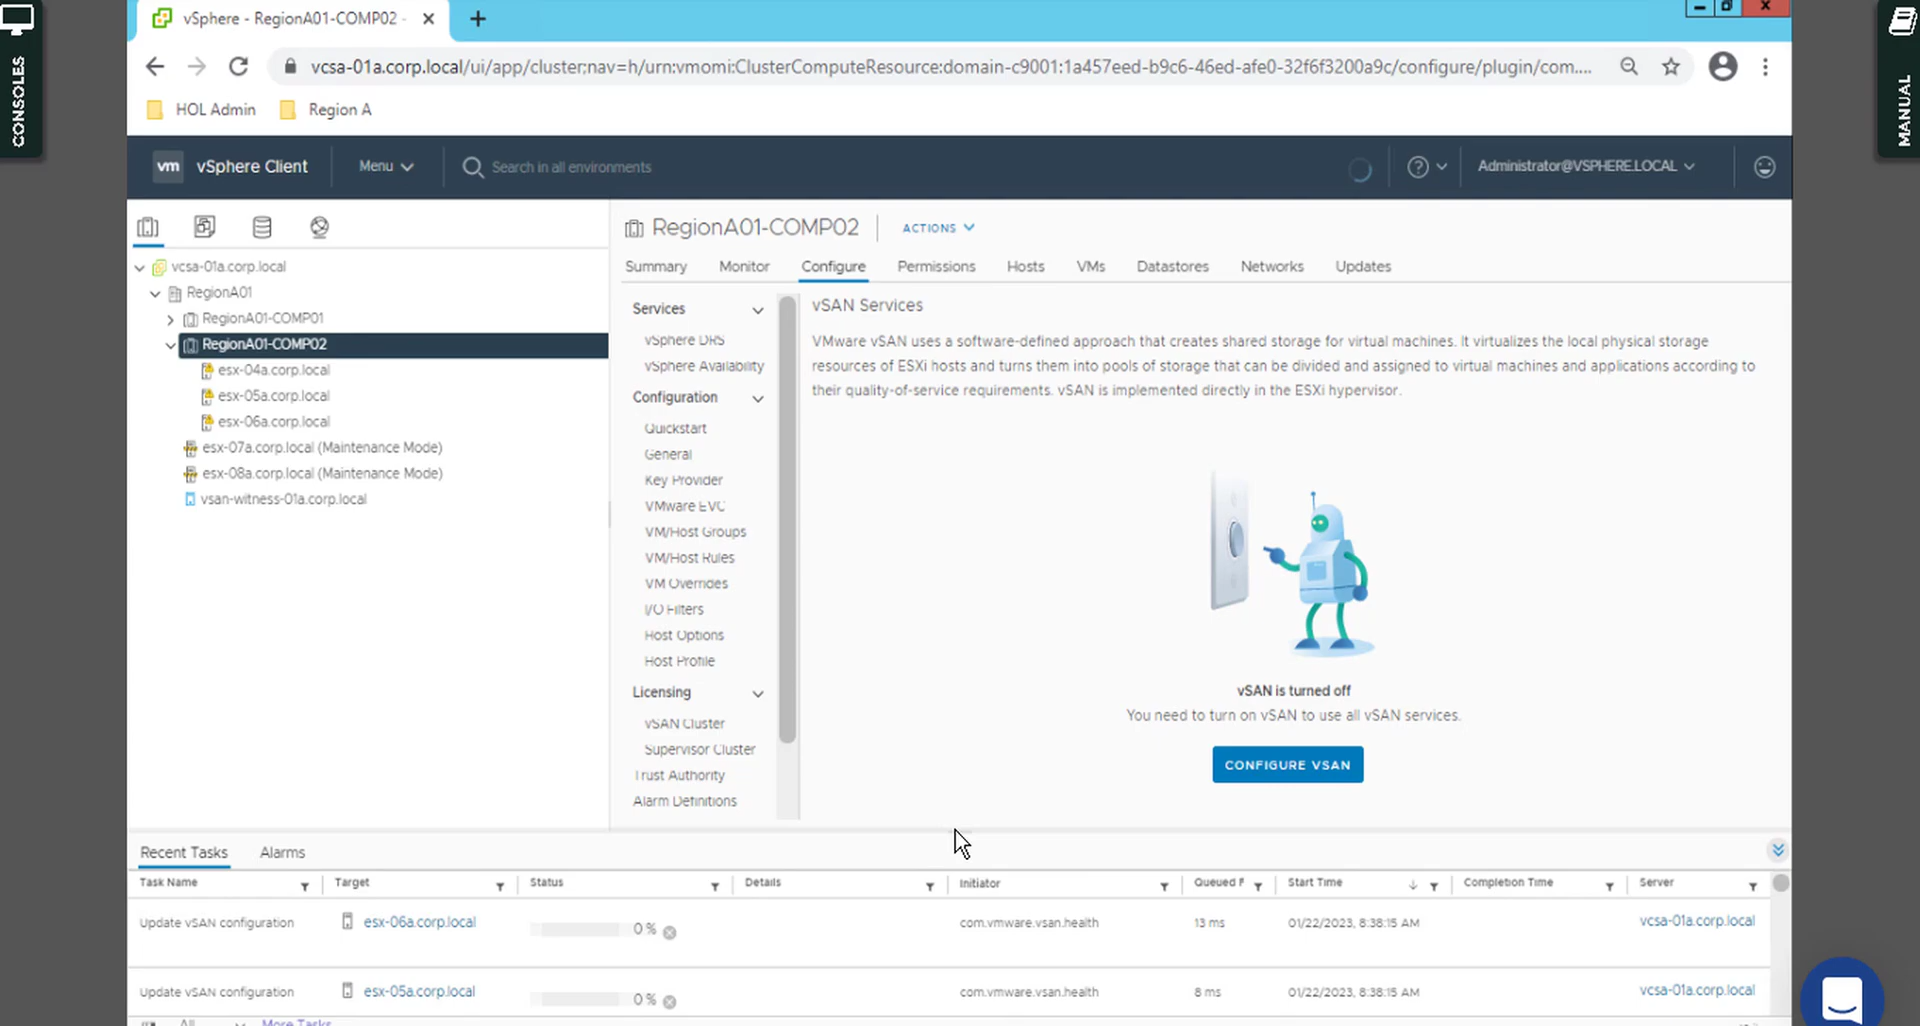 vSphere - RegionA01-COMP02 -
CONSOLES
MANUAL
vcsa-01a.corp.local/ui/app/cluster;nav=h/urn:vmomi:ClusterComputeResource:domain-c9001:1a457eed-b9c6-46ed-afe0-32f6f3200a9c/configure/plugin/com....
HOL Admin Region A
vm vSphere Client Menu Search in all environments Administrator@VSPHERE.LOCAL
RegionA01-COMP02 ACTIONS
Summary Monitor Configure Permissions Hosts VMs Datastores Networks Updates
vcsa-01a.corp.local
RegionA01
RegionA01-COMP01
RegionA01-COMP02
esx-04a.corp.local
esx-05a.corp.local
esx-06a.corp.local
esx-07a.corp.local (Maintenance Mode)
esx-08a.corp.local (Maintenance Mode)
vsan-witness-01a.corp.local
Services
vSphere DRS
vSphere Availability
Configuration
Quickstart
General
Key Provider
VMware EVC
VM/Host Groups
VM/Host Rules
VM Overrides
I/O Filters
Host Options
Host Profile
Licensing
vSAN Cluster
Supervisor Cluster
Trust Authority
Alarm Definitions
vSAN Services
VMware vSAN uses a software-defined approach that creates shared storage for virtual machines. It virtualizes the local physical storage
resources of ESXi hosts and turns them into pools of storage that can be divided and assigned to virtual machines and applications according to
their quality-of-service requirements. vSAN is implemented directly in the ESXi hypervisor.
vSAN is turned off
You need to turn on vSAN to use all vSAN services.
CONFIGURE VSAN
Recent Tasks Alarms
Task Name Target Status Details Initiator Queued F Start Time Completion Time Server
Update vSAN configuration esx-06a.corp.local 0% com.vmware.vsan.health 13 ms 01/22/2023, 8:38:15 AM vcsa-01a.corp.local
Update vSAN configuration esx-05a.corp.local 0% com.vmware.vsan.health 8 ms 01/22/2023, 8:38:15 AM vcsa-01a.corp.local
All More Tasks